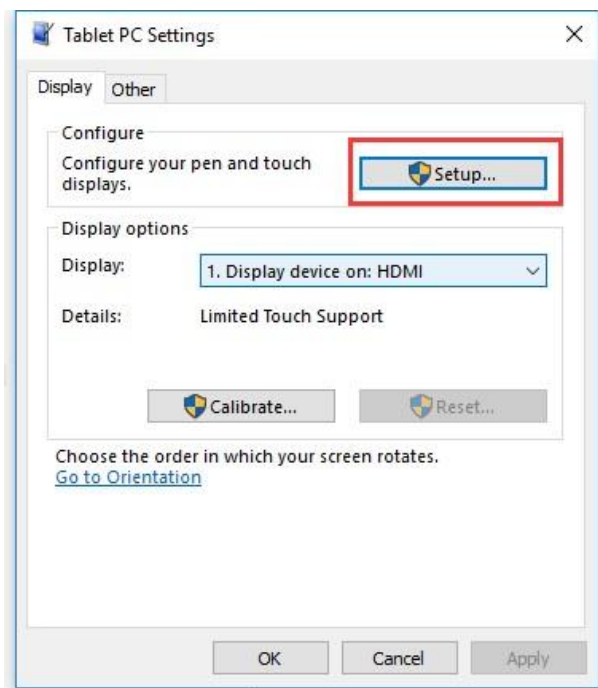 Tablet PC Settings
Display
Other
Configure
Configure your pen and touch
displays.
Setup...
Display options
Display:
1. Display device on: HDMI
Details:
Limited Touch Support
Calibrate...
Reset...
Choose the order in which your screen rotates.
Go to Orientation
OK
Cancel
Apply